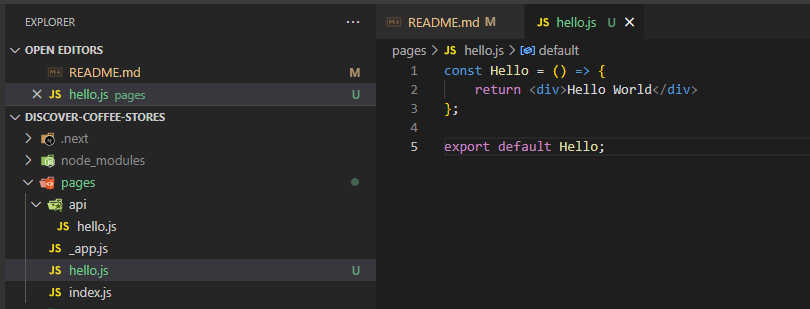 EXPLORER ...
OPEN EDITORS
README.md M
JS hello.js pages U
DISCOVER-COFFEE-STORES
.next
node_modules
pages
api
JS hello.js
JS _app.js
JS hello.js U
JS index.js
README.md M JS hello.js U
pages > JS hello.js > default
1 const Hello = () => {
2 return <div>Hello World</div>
3 };
4
5 export default Hello;